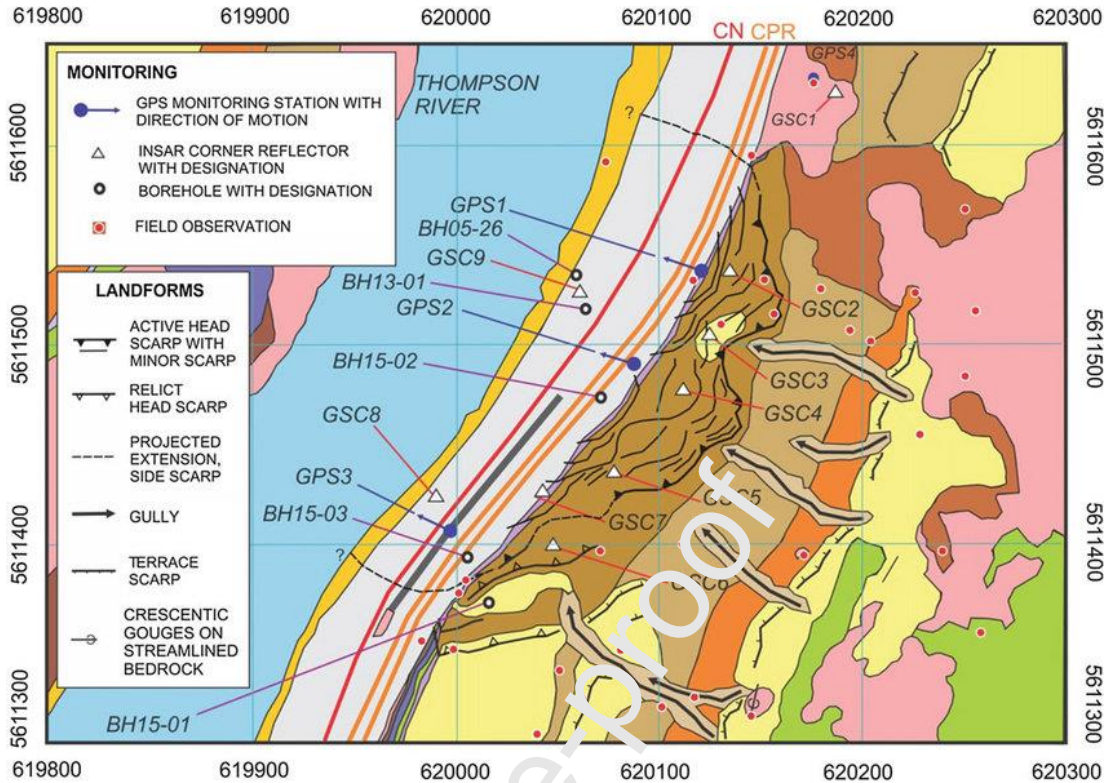 619800 619900 620000 620100 620200 620300
CN CPR
MONITORING
GPS MONITORING STATION WITH
DIRECTION OF MOTION
INSAR CORNER REFLECTOR
WITH DESIGNATION
BOREHOLE WITH DESIGNATION
FIELD OBSERVATION
LANDFORMS
ACTIVE HEAD
SCARP WITH
MINOR SCARP
RELICT
HEAD SCARP
PROJECTED
EXTENSION,
SIDE SCARP
GULLY
TERRACE
SCARP
CRESCENTIC
GOUGES ON
STREAMLINED
BEDROCK
THOMPSON
RIVER
?
GPS4
GSC1
GPS1
BH05-26
GSC9
BH13-01
GPS2
BH15-02
GSC8
GPS3
BH15-03
?
BH15-01
GSC2
GSC3
GSC4
GSC5
GSC7
GSC6
5611600
5611500
5611400
5611300
5611600
5611500
5611400
5611300
e-proof
619800 619900 620000 620100 620200 620300